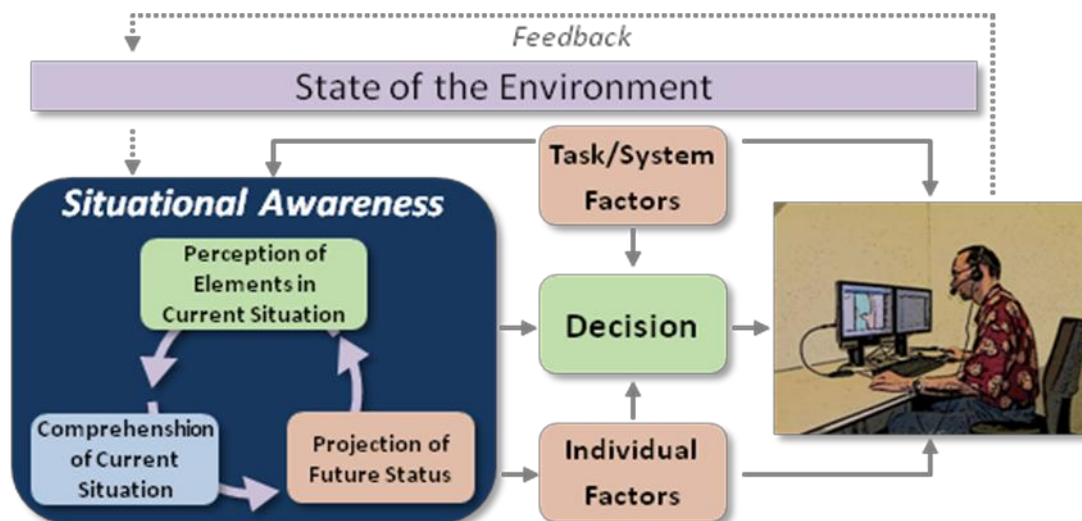 Feedback
State of the Environment
Task/System
Factors
Situational Awareness
Perception of
Elements in
Current Situation
Decision
Comprehenshion
of Current
Situation
Projection of
Future Status
Individual
Factors